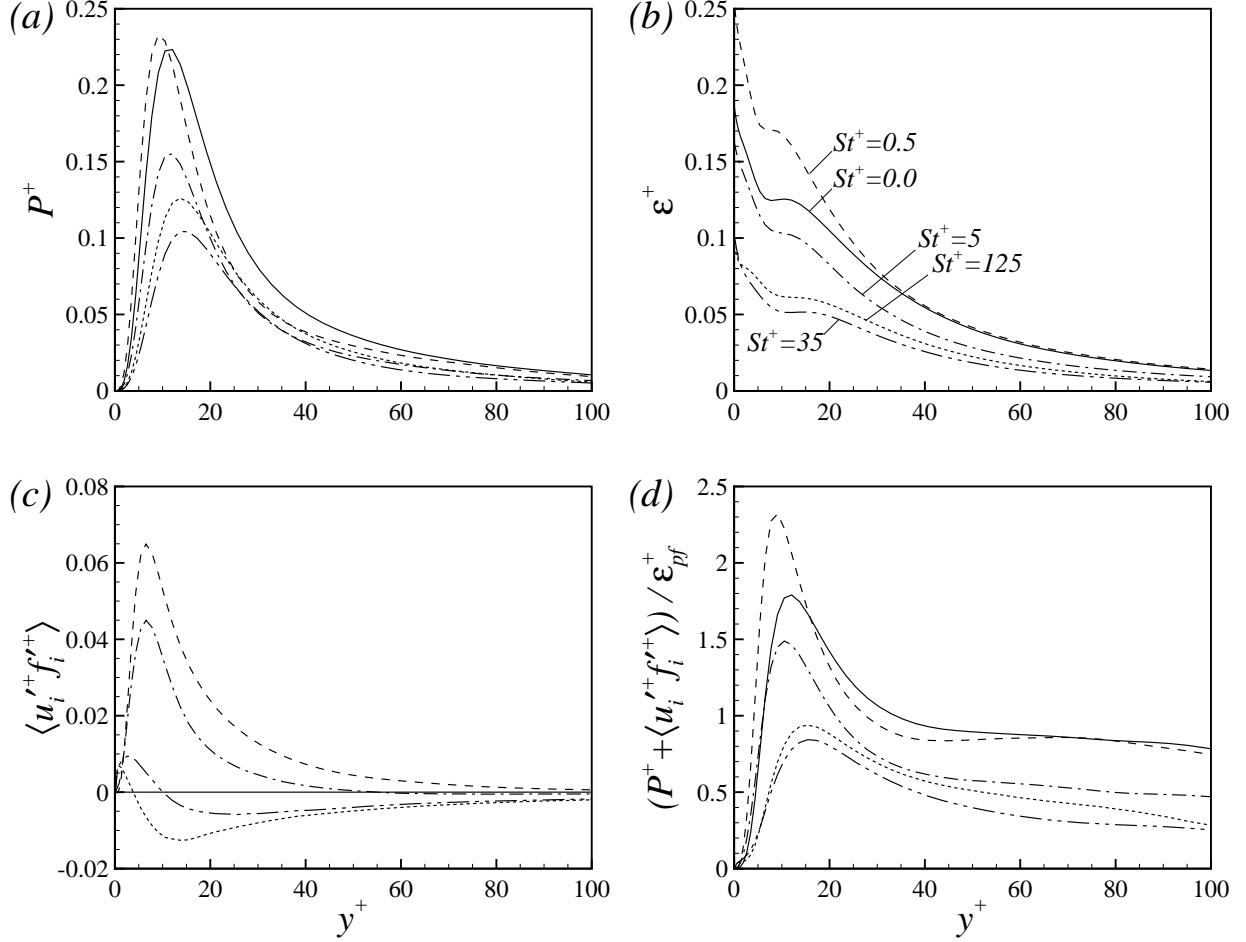 (a)
0.25
0.2
0.15
0.1
0.05
0
0 20 40 60 80 100
P⁺
(b)
0.25
0.2
0.15
0.1
0.05
0
0 20 40 60 80 100
ε⁺
St⁺=0.5
St⁺=0.0
St⁺=5
St⁺=125
St⁺=35
(c)
0.08
0.06
0.04
0.02
0
-0.02
0 20 40 60 80 100
⟨uᵢ′⁺fᵢ′⁺⟩
y⁺
(d)
2.5
2
1.5
1
0.5
0
0 20 40 60 80 100
(P⁺+⟨uᵢ′⁺fᵢ′⁺⟩) / ε⁺pf
y⁺